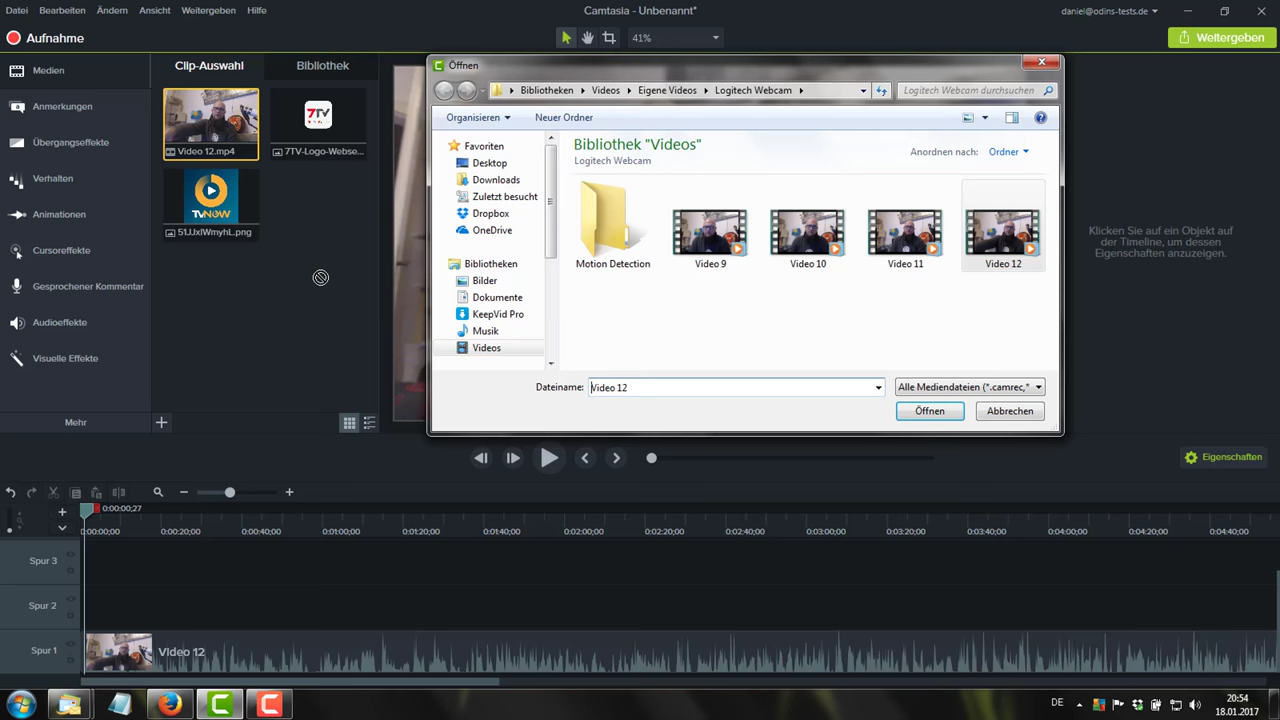 Datei Bearbeiten Ändern Ansicht Weitergeben Hilfe
Camtasia - Unbenannt*
daniel@odins-tests.de
Aufnahme
41%
Weitergeben
Medien
Anmerkungen
Übergangseffekte
Verhalten
Animationen
Cursoreffekte
Gesprochener Kommentar
Audioeffekte
Visuelle Effekte
Mehr
Clip-Auswahl
Bibliothek
Video 12.mp4
7TV
7TV-Logo-Webse...
TVNOW
51JJxlWmyhL.png
Öffnen
Bibliotheken Videos Eigene Videos Logitech Webcam
Logitech Webcam durchsuchen
Organisieren
Neuer Ordner
Favoriten
Desktop
Downloads
Zuletzt besucht
Dropbox
OneDrive
Bibliotheken
Bilder
Dokumente
KeepVid Pro
Musik
Videos
Bibliothek "Videos"
Logitech Webcam
Anordnen nach: Ordner
Motion Detection
Video 9
Video 10
Video 11
Video 12
Dateiname: Video 12
Alle Mediendateien (*.camrec,*
Öffnen
Abbrechen
Klicken Sie auf ein Objekt auf
der Timeline, um dessen
Eigenschaften anzuzeigen.
Eigenschaften
0:00:00;27
0:00:00;00 0:00:20;00 0:00:40;00 0:01:00;00 0:01:20;00 0:01:40;00 0:02:00;00 0:02:20;00 0:02:40;00 0:03:00;00 0:03:20;00 0:03:40;00 0:04:00;00 0:04:20;00 0:04:40;00
Spur 3
Spur 2
Spur 1
Video 12
DE
20:54
18.01.2017